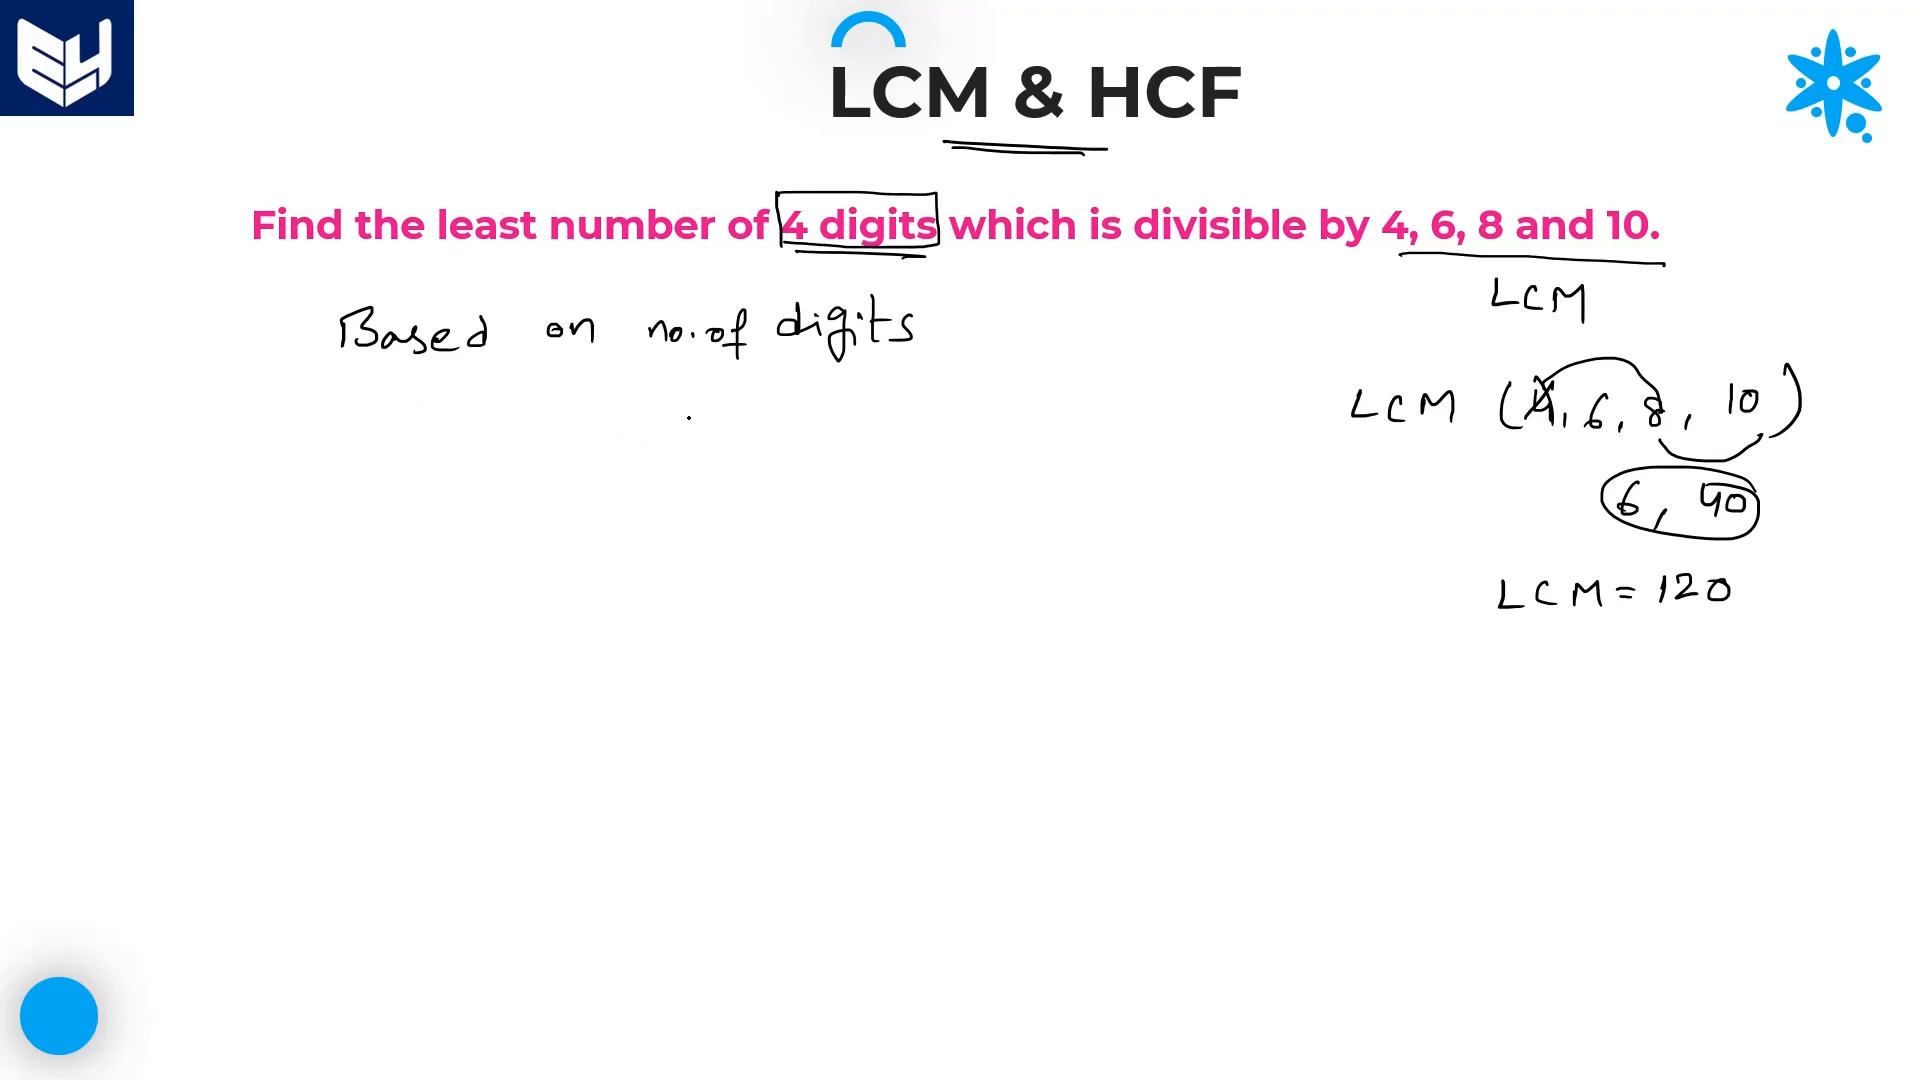 LCM & HCF
Find the least number of 4 digits which is divisible by 4, 6, 8 and 10.
LCM
Based on no. of digits
LCM (4, 6, 8, 10)
6, 40
LCM = 120